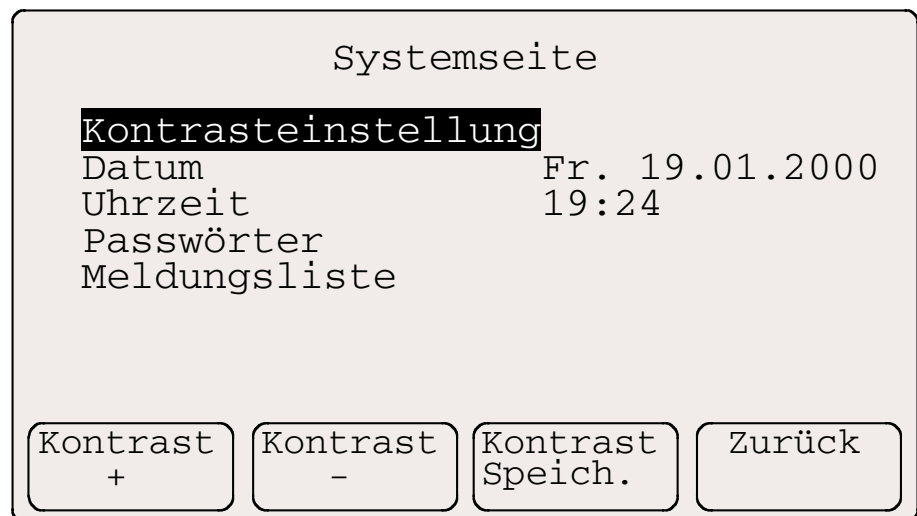 Systemseite
Kontrasteinstellung
Datum Fr. 19.01.2000
Uhrzeit 19:24
Passwörter
Meldungsliste
Kontrast
+
Kontrast
-
Kontrast
Speich.
Zurück